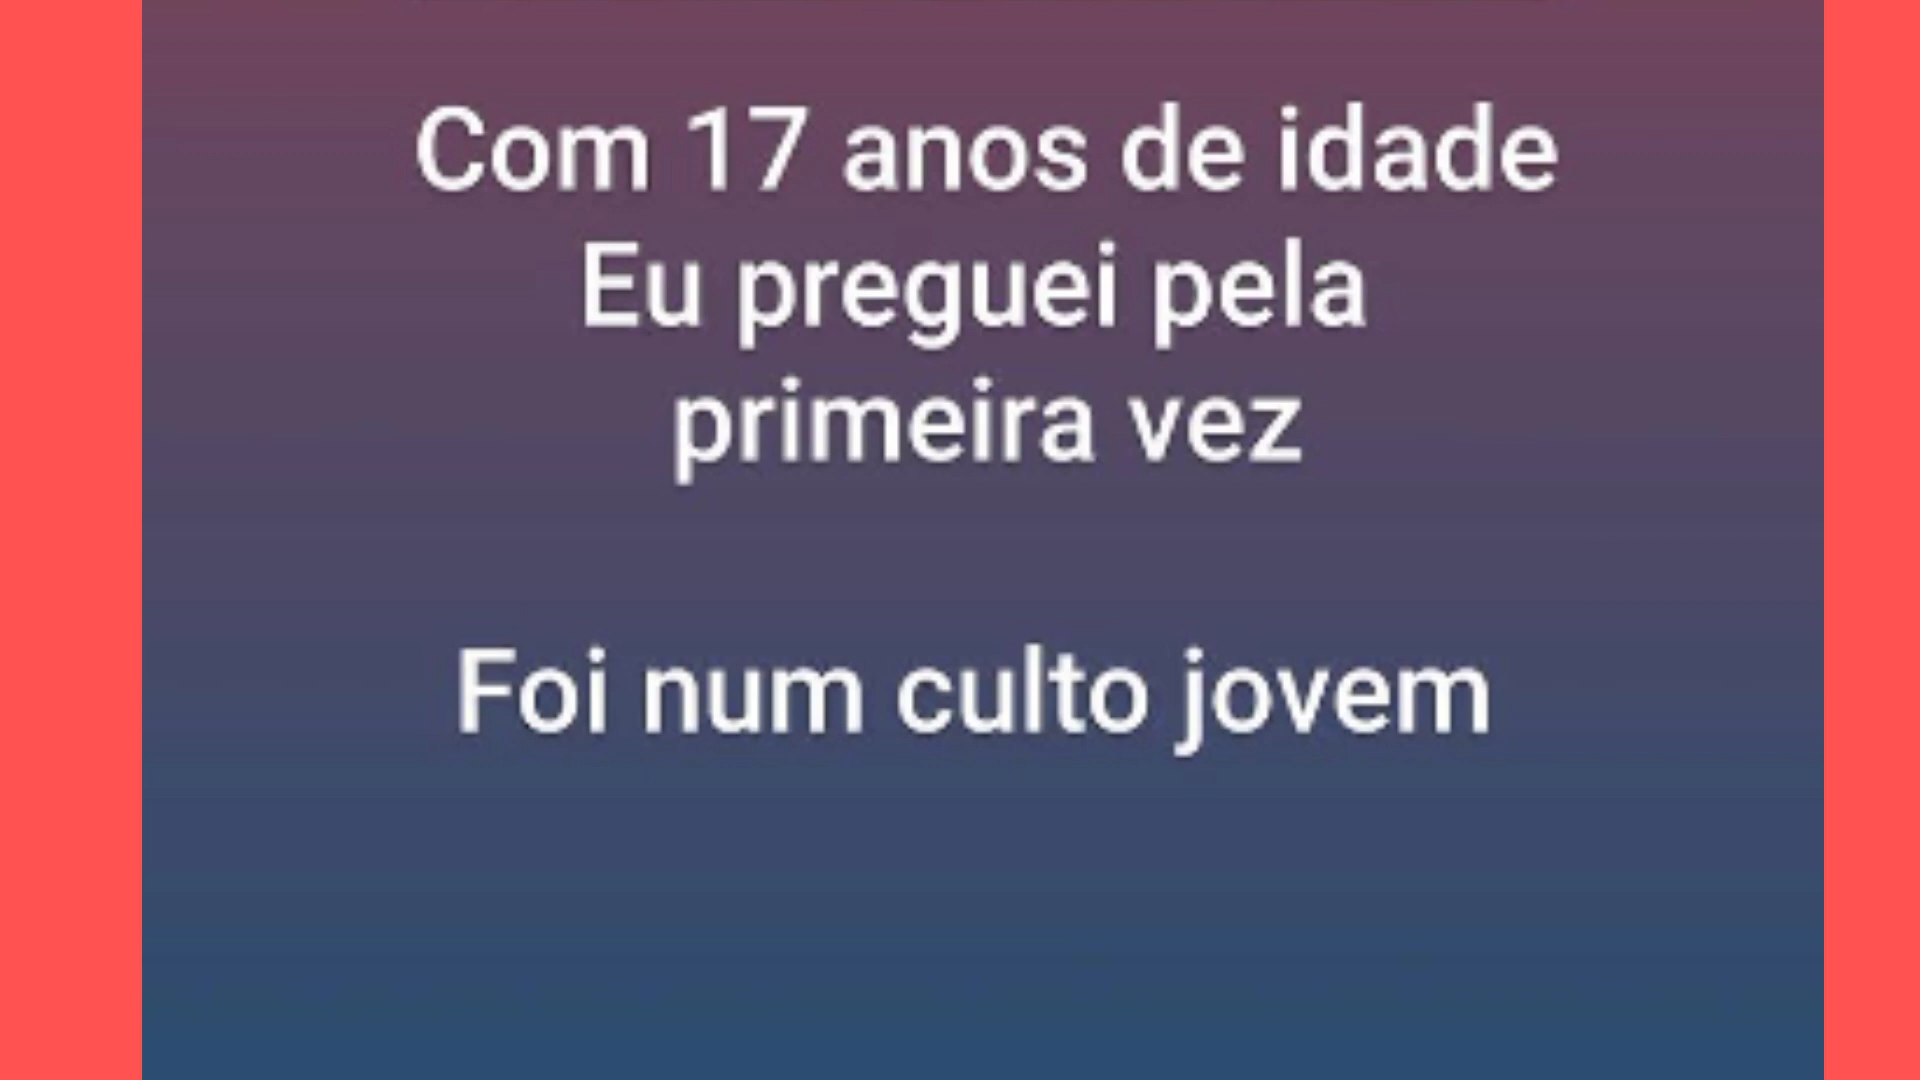 Com 17 anos de idade
Eu preguei pela
primeira vez
Foi num culto jovem